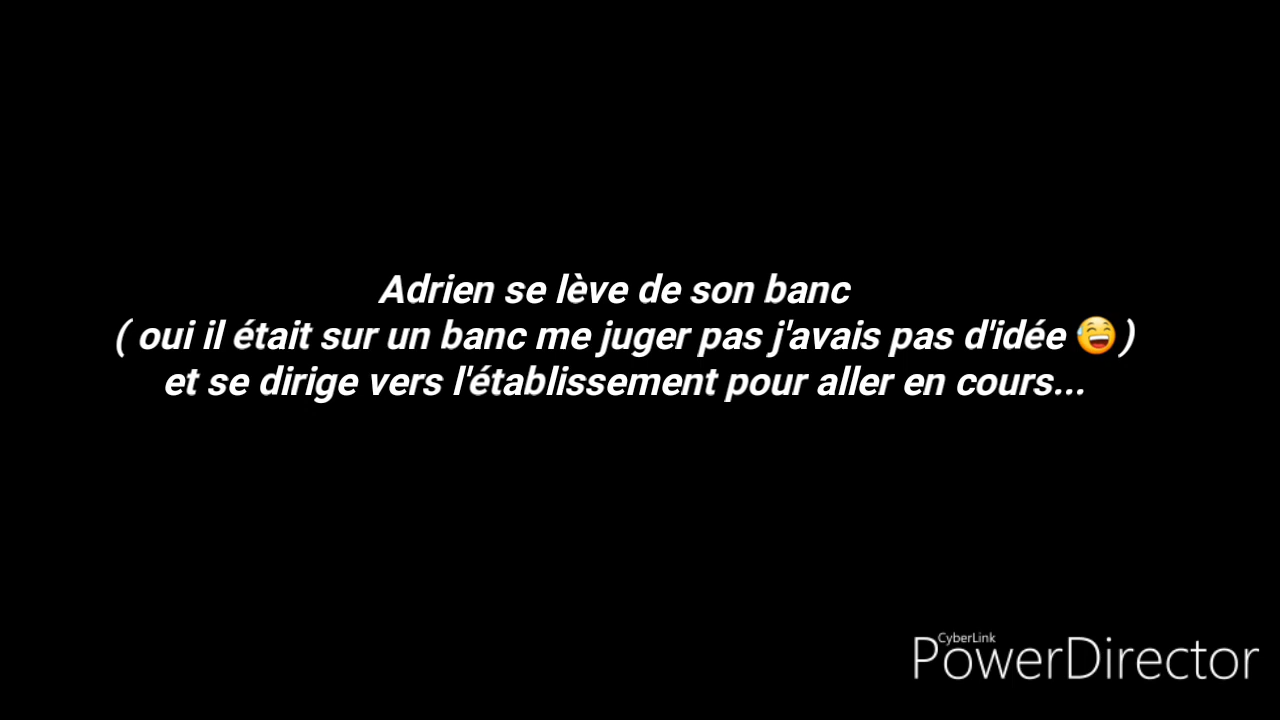 Adrien se lève de son banc
( oui il était sur un banc me juger pas j'avais pas d'idée 😅)
et se dirige vers l'établissement pour aller en cours...
CyberLink
PowerDirector